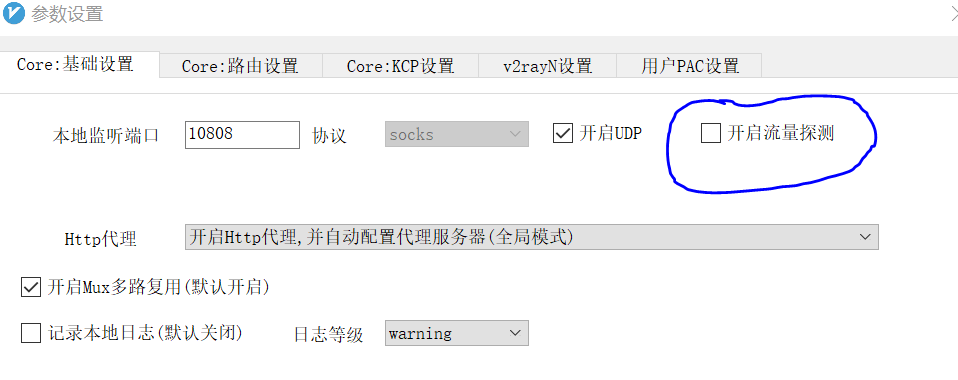 参数设置
Core:基础设置 Core:路由设置 Core:KCP设置 v2rayN设置 用户PAC设置
本地监听端口 10808 协议 socks 开启UDP 开启流量探测
Http代理 开启Http代理,并自动配置代理服务器(全局模式)
开启Mux多路复用(默认开启)
记录本地日志(默认关闭) 日志等级 warning